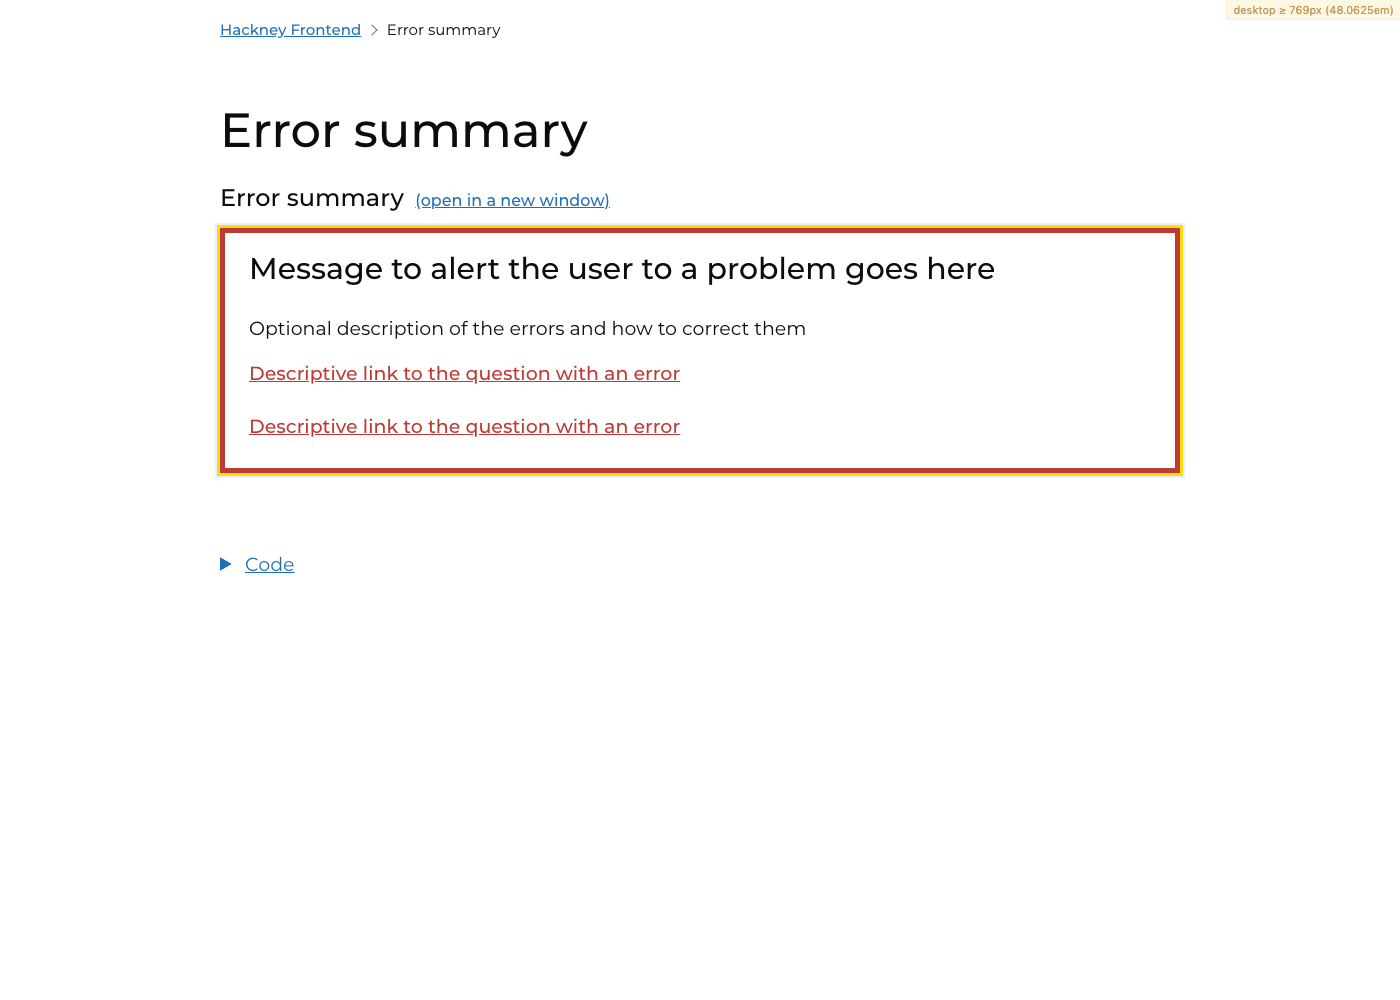 desktop ≥ 769px (48.0625em)
Hackney Frontend Error summary
Error summary
Error summary (open in a new window)
Message to alert the user to a problem goes here
Optional description of the errors and how to correct them
Descriptive link to the question with an error
Descriptive link to the question with an error
Code